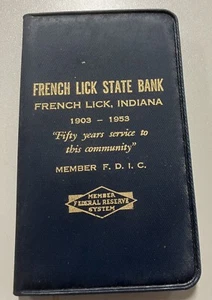 FRENCH LICK STATE BANK
FRENCH LICK, INDIANA
1903 - 1953
"Fifty years service to
this community"
MEMBER F. D. I. C.
MEMBER
FEDERAL RESERVE
SYSTEM